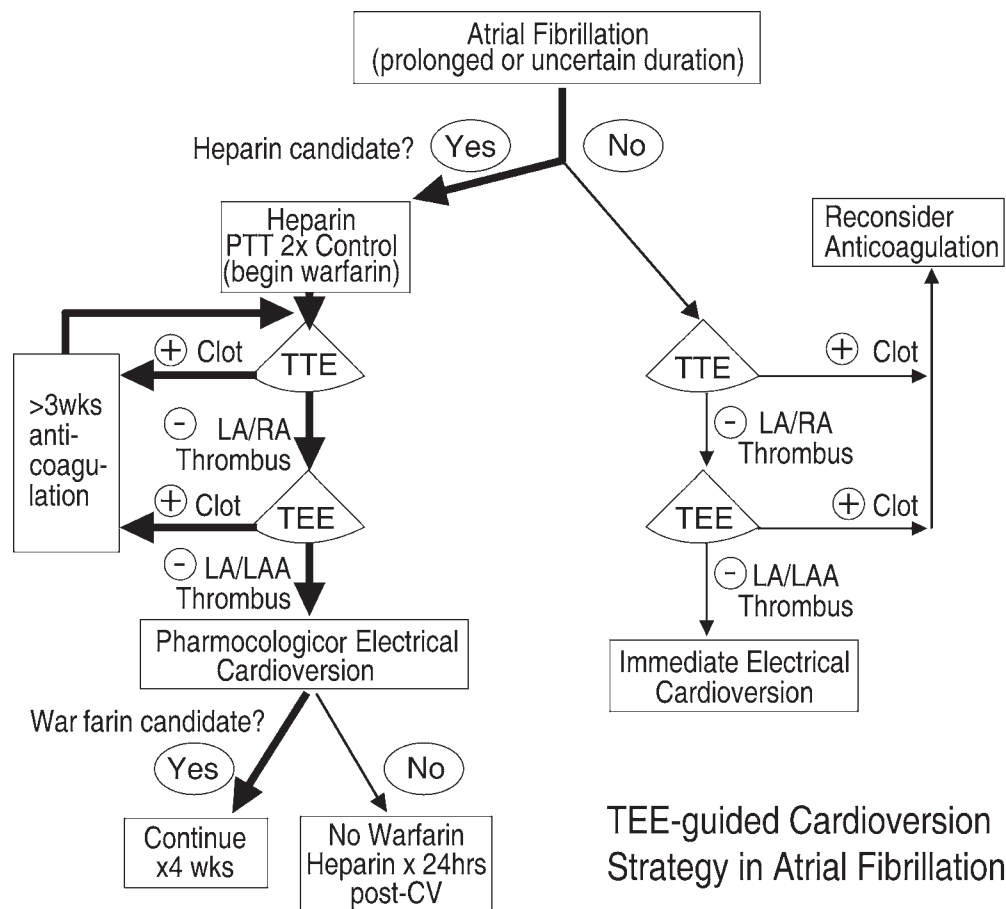 Atrial Fibrillation
(prolonged or uncertain duration)
Heparin candidate?
Yes
No
Heparin
PTT 2x Control
(begin warfarin)
Reconsider
Anticoagulation
+ Clot
TTE
TTE
+ Clot
>3wks
anti-
coagu-
lation
- LA/RA
Thrombus
- LA/RA
Thrombus
+ Clot
TEE
TEE
+ Clot
- LA/LAA
Thrombus
- LA/LAA
Thrombus
Pharmocologicor Electrical
Cardioversion
Immediate Electrical
Cardioversion
War farin candidate?
Yes
No
Continue
x4 wks
No Warfarin
Heparin x 24hrs
post-CV
TEE-guided Cardioversion
Strategy in Atrial Fibrillation